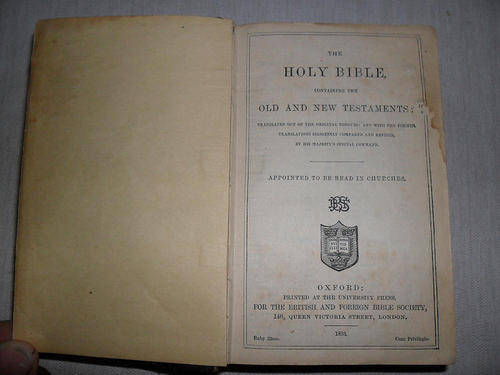 THE
HOLY BIBLE,
CONTAINING THE
OLD AND NEW TESTAMENTS:
TRANSLATED OUT OF THE ORIGINAL TONGUES: AND WITH THE FORMER
TRANSLATIONS DILIGENTLY COMPARED AND REVISED,
BY HIS MAJESTY'S SPECIAL COMMAND.
APPOINTED TO BE READ IN CHURCHES.
OXFORD:
PRINTED AT THE UNIVERSITY PRESS,
FOR THE BRITISH AND FOREIGN BIBLE SOCIETY,
146, QUEEN VICTORIA STREET, LONDON.
Ruby 32mo.
Cum Privilegio.